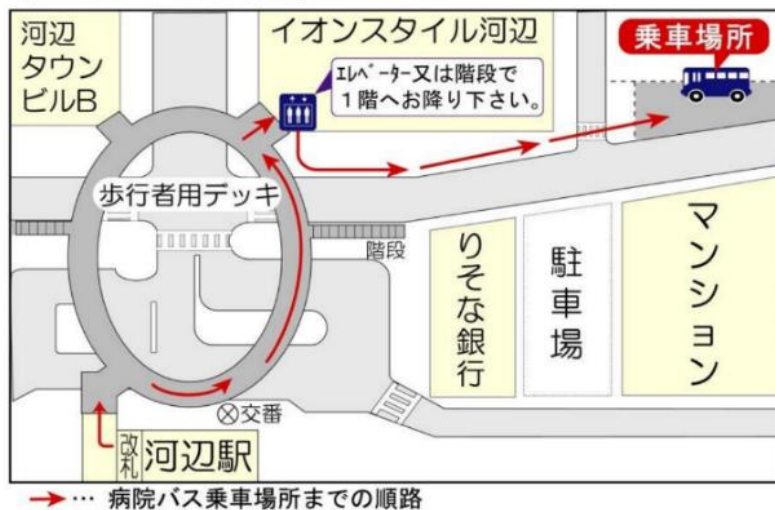 河辺
タウン
ビルB
イオンスタイル河辺
乗車場所
エレベーター又は階段で
1階へお降り下さい。
歩行者用デッキ
階段
りそな銀行
駐車場
マンション
交番
改札
河辺駅
→… 病院バス乗車場所までの順路